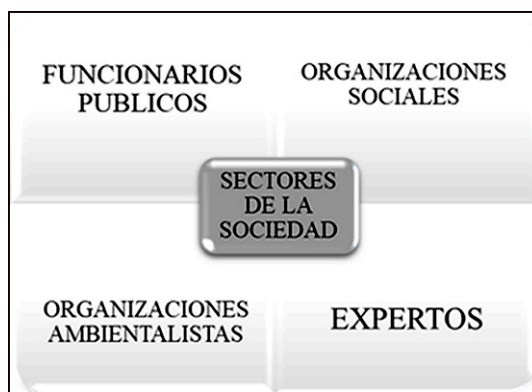 FUNCIONARIOS
PUBLICOS
ORGANIZACIONES
SOCIALES
SECTORES
DE LA
SOCIEDAD
ORGANIZACIONES
AMBIENTALISTAS
EXPERTOS